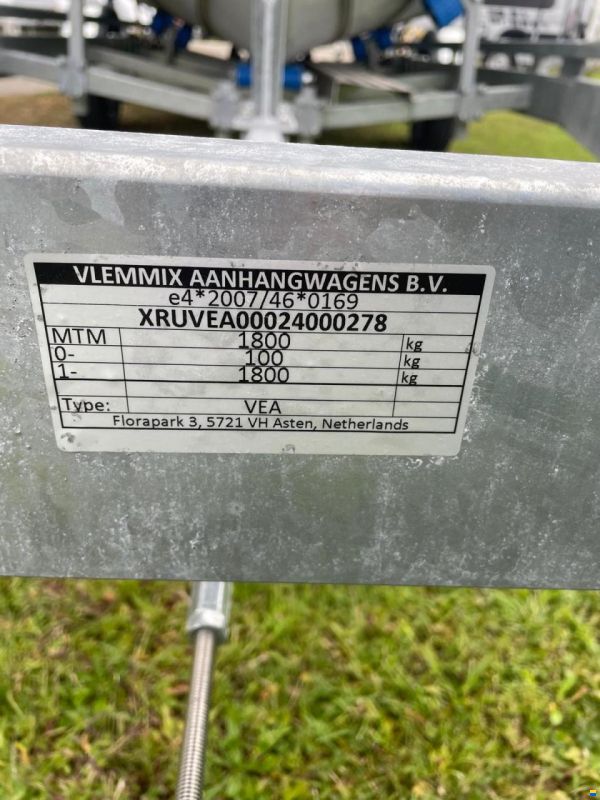 VLEMMIX AANHANGWAGENS B.V.
e4*2007/46*0169
XRUVEA00024000278
MTM 1800 kg
0- 100 kg
1- 1800 kg
Type: VEA
Florapark 3, 5721 VH Asten, Netherlands